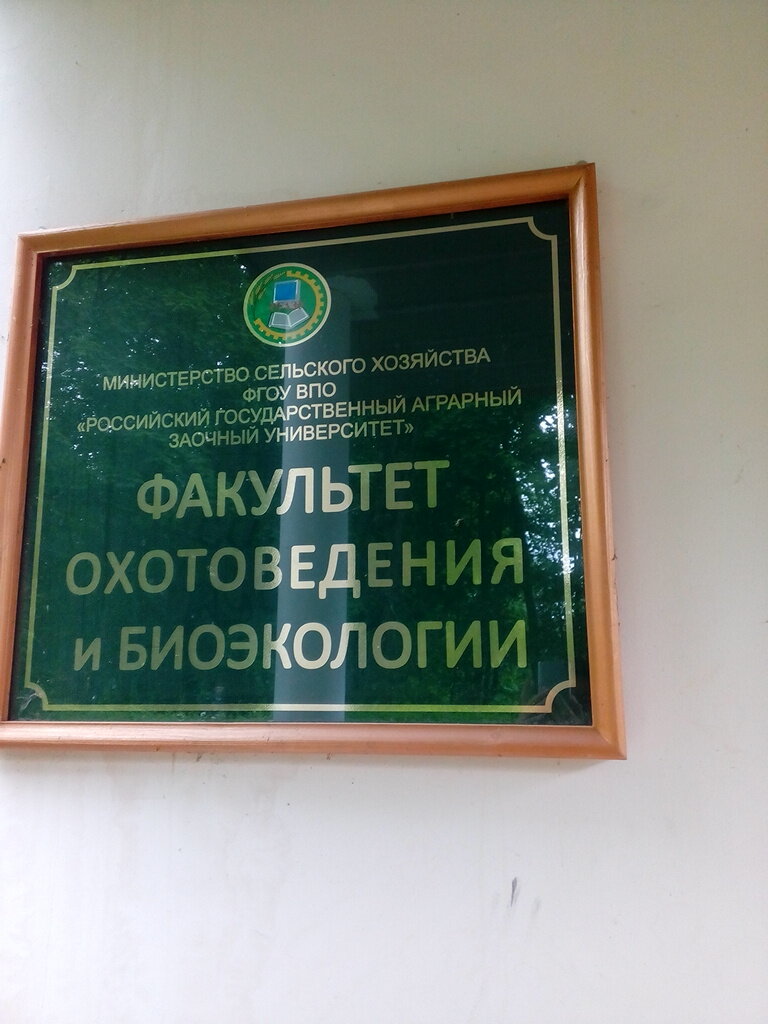 МИНИСТЕРСТВО СЕЛЬСКОГО ХОЗЯЙСТВА
ФГОУ ВПО
«РОССИЙСКИЙ ГОСУДАРСТВЕННЫЙ АГРАРНЫЙ
ЗАОЧНЫЙ УНИВЕРСИТЕТ»
ФАКУЛЬТЕТ
ОХОТОВЕДЕНИЯ
и БИОЭКОЛОГИИ